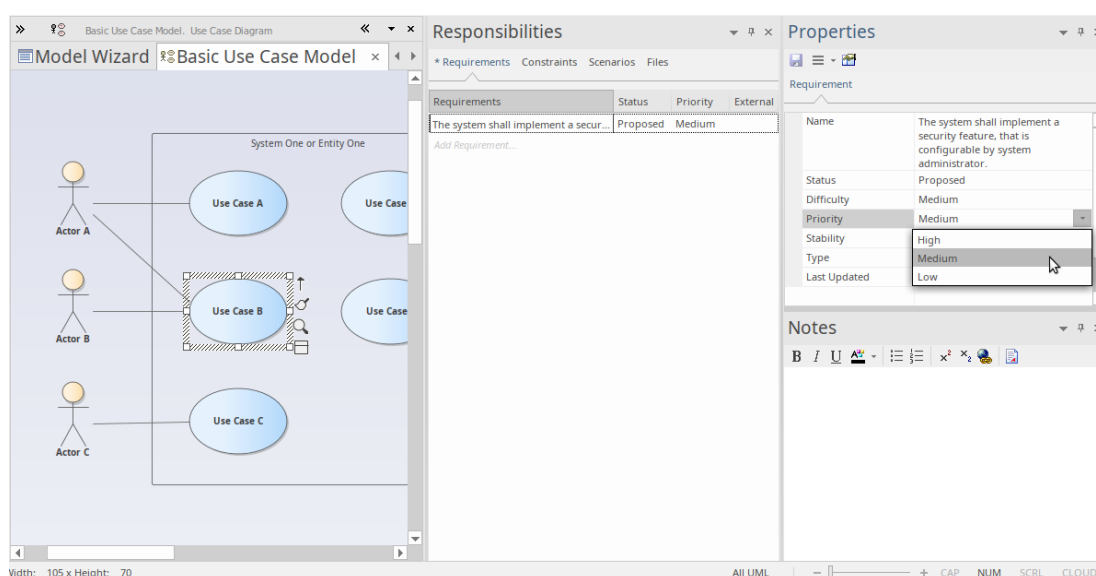 Basic Use Case Model. Use Case Diagram
Model Wizard
Basic Use Case Model
System One or Entity One
Actor A
Use Case A
Use Case
Actor B
Use Case B
Use Case
Actor C
Use Case C
Responsibilities
* Requirements Constraints Scenarios Files
Requirements Status Priority External
The system shall implement a secur... Proposed Medium
Add Requirement...
Properties
Requirement
Name The system shall implement a
security feature, that is
configurable by system
administrator.
Status Proposed
Difficulty Medium
Priority Medium
Stability High
Type Medium
Last Updated Low
Notes
B I U
Width: 105 x Height: 70
All UML CAP NUM SCRL CLOUD